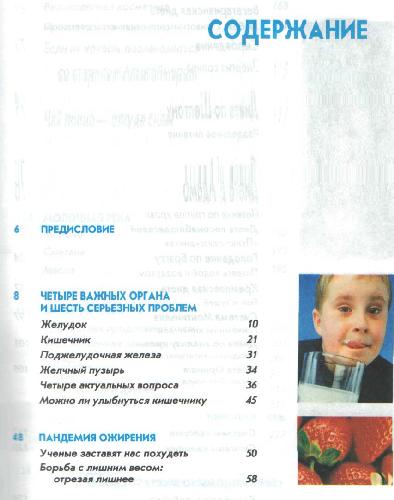 СОДЕРЖАНИЕ
6 ПРЕДИСЛОВИЕ
8 ЧЕТЫРЕ ВАЖНЫХ ОРГАНА
И ШЕСТЬ СЕРЬЕЗНЫХ ПРОБЛЕМ
Желудок 10
Кишечник 21
Поджелудочная железа 31
Желчный пузырь 34
Четыре актуальных вопроса 36
Можно ли улыбнуться кишечнику 45
48 ПАНДЕМИЯ ОЖИРЕНИЯ
Ученые заставят нас похудеть 50
Борьба с лишним весом:
отрезая лишнее 58